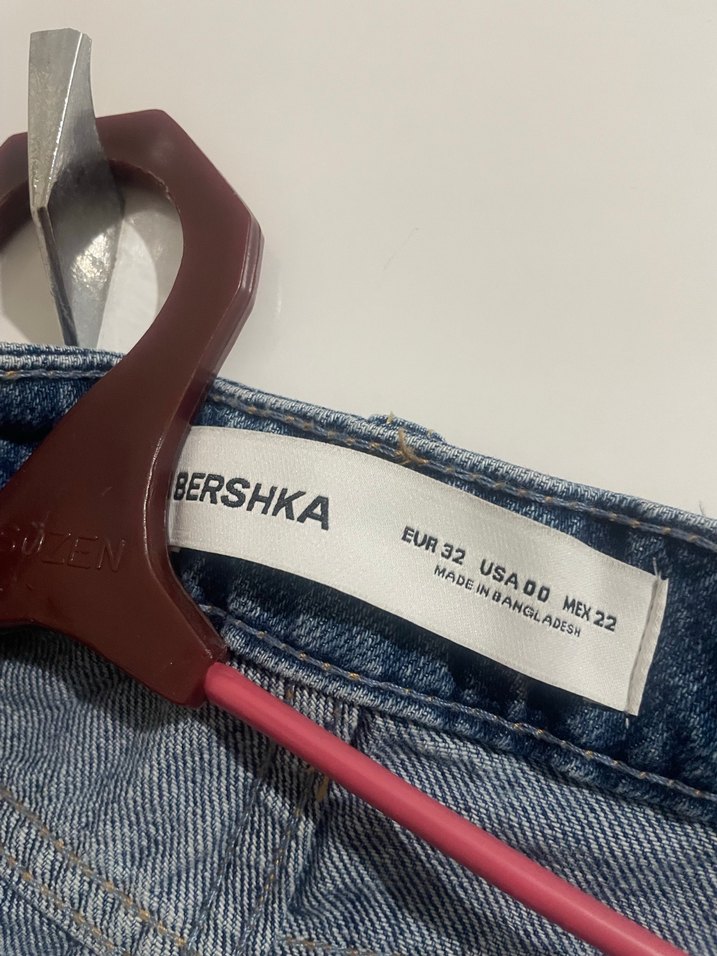 BERSHKA
EUR 32 USA 00 MEX 22
MADE IN BANGLADESH